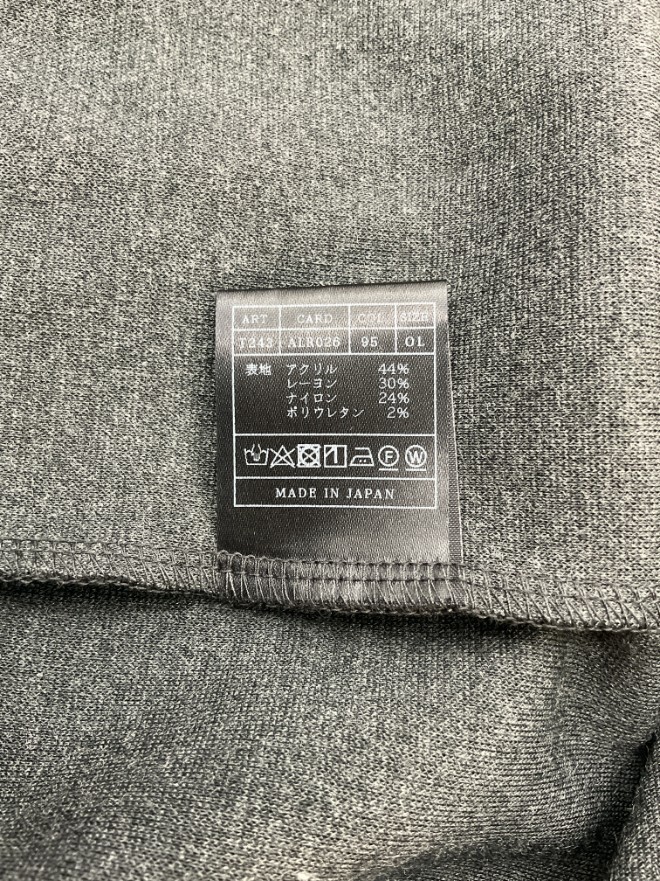 ART CARD COL SIZE
T243 ALR026 95 OL
表地 アクリル 44%
レーヨン 30%
ナイロン 24%
ポリウレタン 2%
F W
MADE IN JAPAN